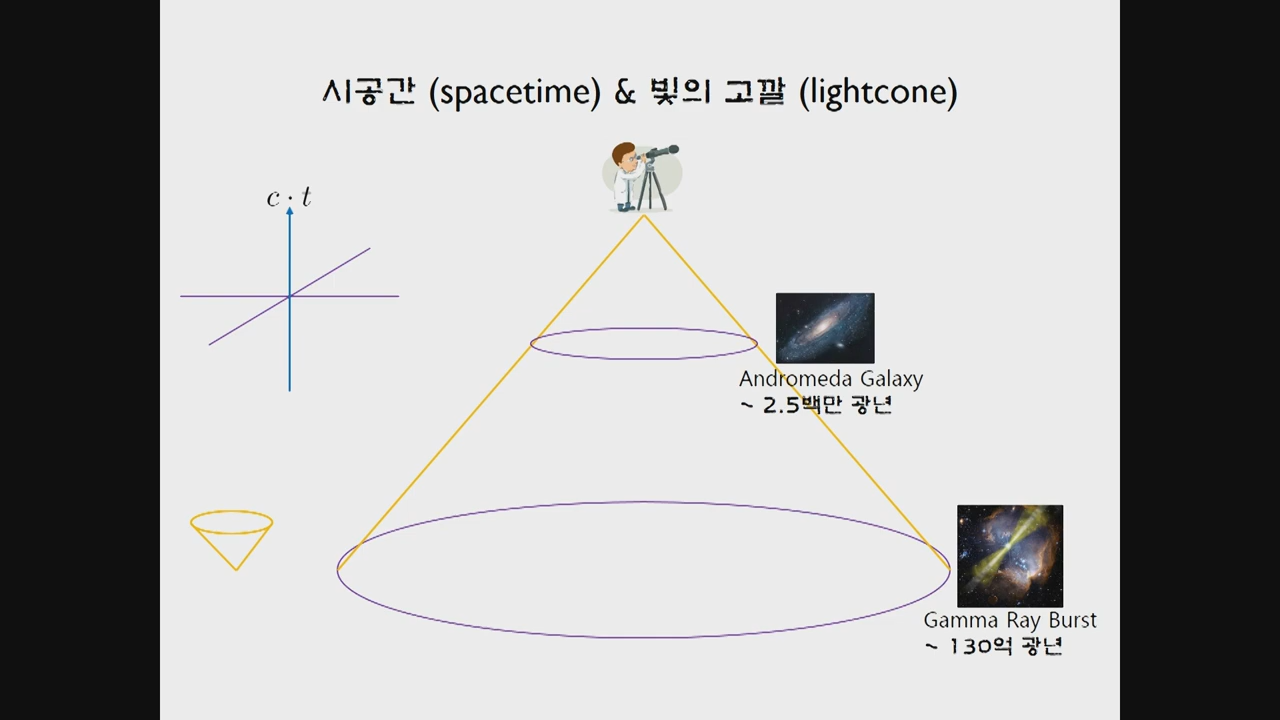 시공간 (spacetime) & 빛의 고깔 (lightcone)
c · t
Andromeda Galaxy
~ 2.5백만 광년
Gamma Ray Burst
~ 130억 광년